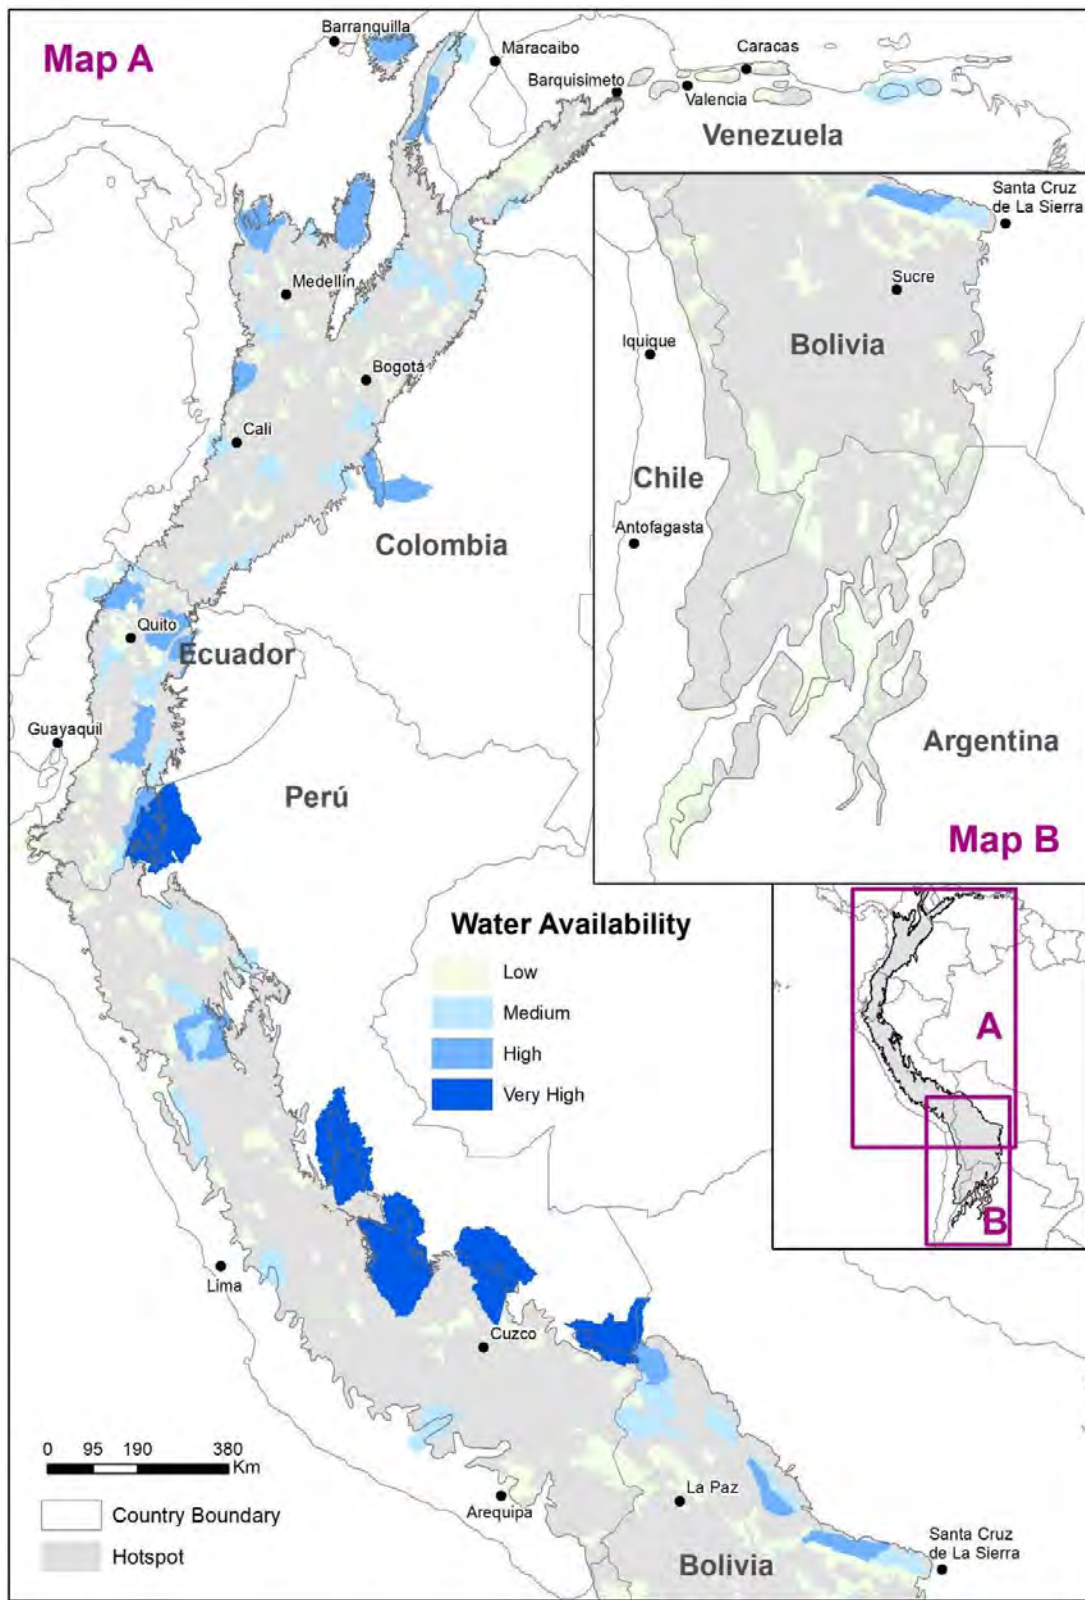 Map A
Barranquilla
Maracaibo
Caracas
Barquisimeto
Valencia
Venezuela
Santa Cruz
de La Sierra
Sucre
Bolivia
Iquique
Chile
Antofagasta
Argentina
Map B
Medellín
Bogotá
Cali
Colombia
Quito
Ecuador
Guayaquil
Perú
Water Availability
Low
Medium
High
Very High
A
B
Lima
Cuzco
0 95 190 380
Km
Country Boundary
Hotspot
Arequipa
La Paz
Bolivia
Santa Cruz
de La Sierra